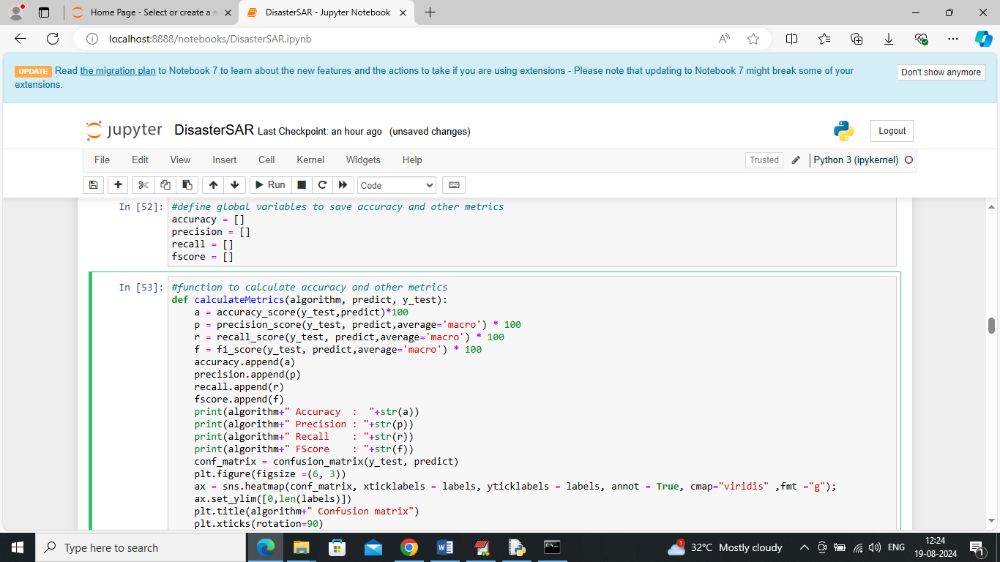 Home Page - Select or create a n
DisasterSAR - Jupyter Notebook
localhost:8888/notebooks/DisasterSAR.ipynb
UPDATE Read the migration plan to Notebook 7 to learn about the new features and the actions to take if you are using extensions - Please note that updating to Notebook 7 might break some of your
extensions.
Don't show anymore
jupyter DisasterSAR Last Checkpoint: an hour ago (unsaved changes)
Logout
File Edit View Insert Cell Kernel Widgets Help
Trusted
Python 3 (ipykernel)
Run
Code
In [52]: #define global variables to save accuracy and other metrics
accuracy = []
precision = []
recall = []
fscore = []
In [53]: #function to calculate accuracy and other metrics
def calculateMetrics(algorithm, predict, y_test):
    a = accuracy_score(y_test,predict)*100
    p = precision_score(y_test, predict,average='macro') * 100
    r = recall_score(y_test, predict,average='macro') * 100
    f = f1_score(y_test, predict,average='macro') * 100
    accuracy.append(a)
    precision.append(p)
    recall.append(r)
    fscore.append(f)
    print(algorithm+" Accuracy  :  "+str(a))
    print(algorithm+" Precision : "+str(p))
    print(algorithm+" Recall    : "+str(r))
    print(algorithm+" FScore    : "+str(f))
    conf_matrix = confusion_matrix(y_test, predict)
    plt.figure(figsize =(6, 3))
    ax = sns.heatmap(conf_matrix, xticklabels = labels, yticklabels = labels, annot = True, cmap="viridis" ,fmt ="g");
    ax.set_ylim([0,len(labels)])
    plt.title(algorithm+" Confusion matrix")
    plt.xticks(rotation=90)
Type here to search
1
32°C Mostly cloudy
ENG
12:24
19-08-2024
1